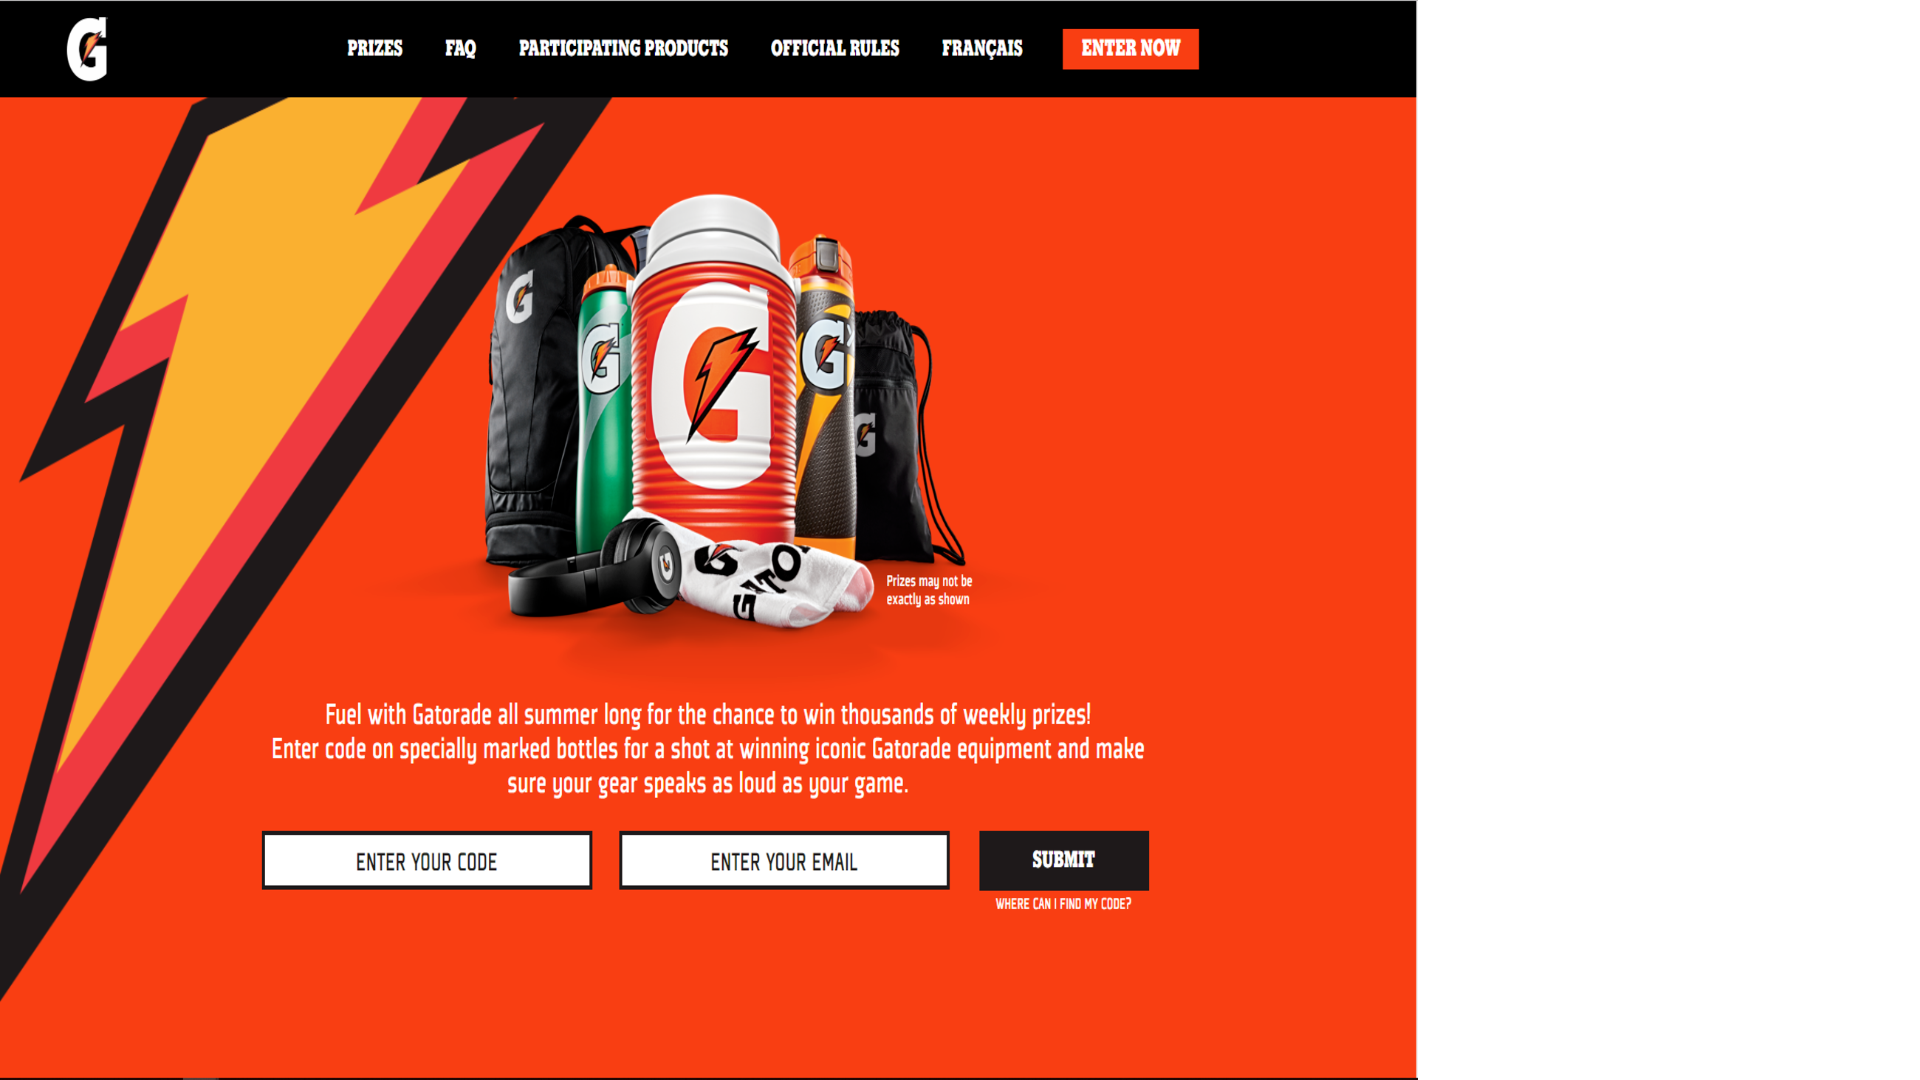 G
PRIZES FAQ PARTICIPATING PRODUCTS OFFICIAL RULES FRANÇAIS ENTER NOW
G
G
G
G
G
G
G GATO
Prizes may not be
exactly as shown
Fuel with Gatorade all summer long for the chance to win thousands of weekly prizes!
Enter code on specially marked bottles for a shot at winning iconic Gatorade equipment and make
sure your gear speaks as loud as your game.
ENTER YOUR CODE ENTER YOUR EMAIL SUBMIT
WHERE CAN I FIND MY CODE?